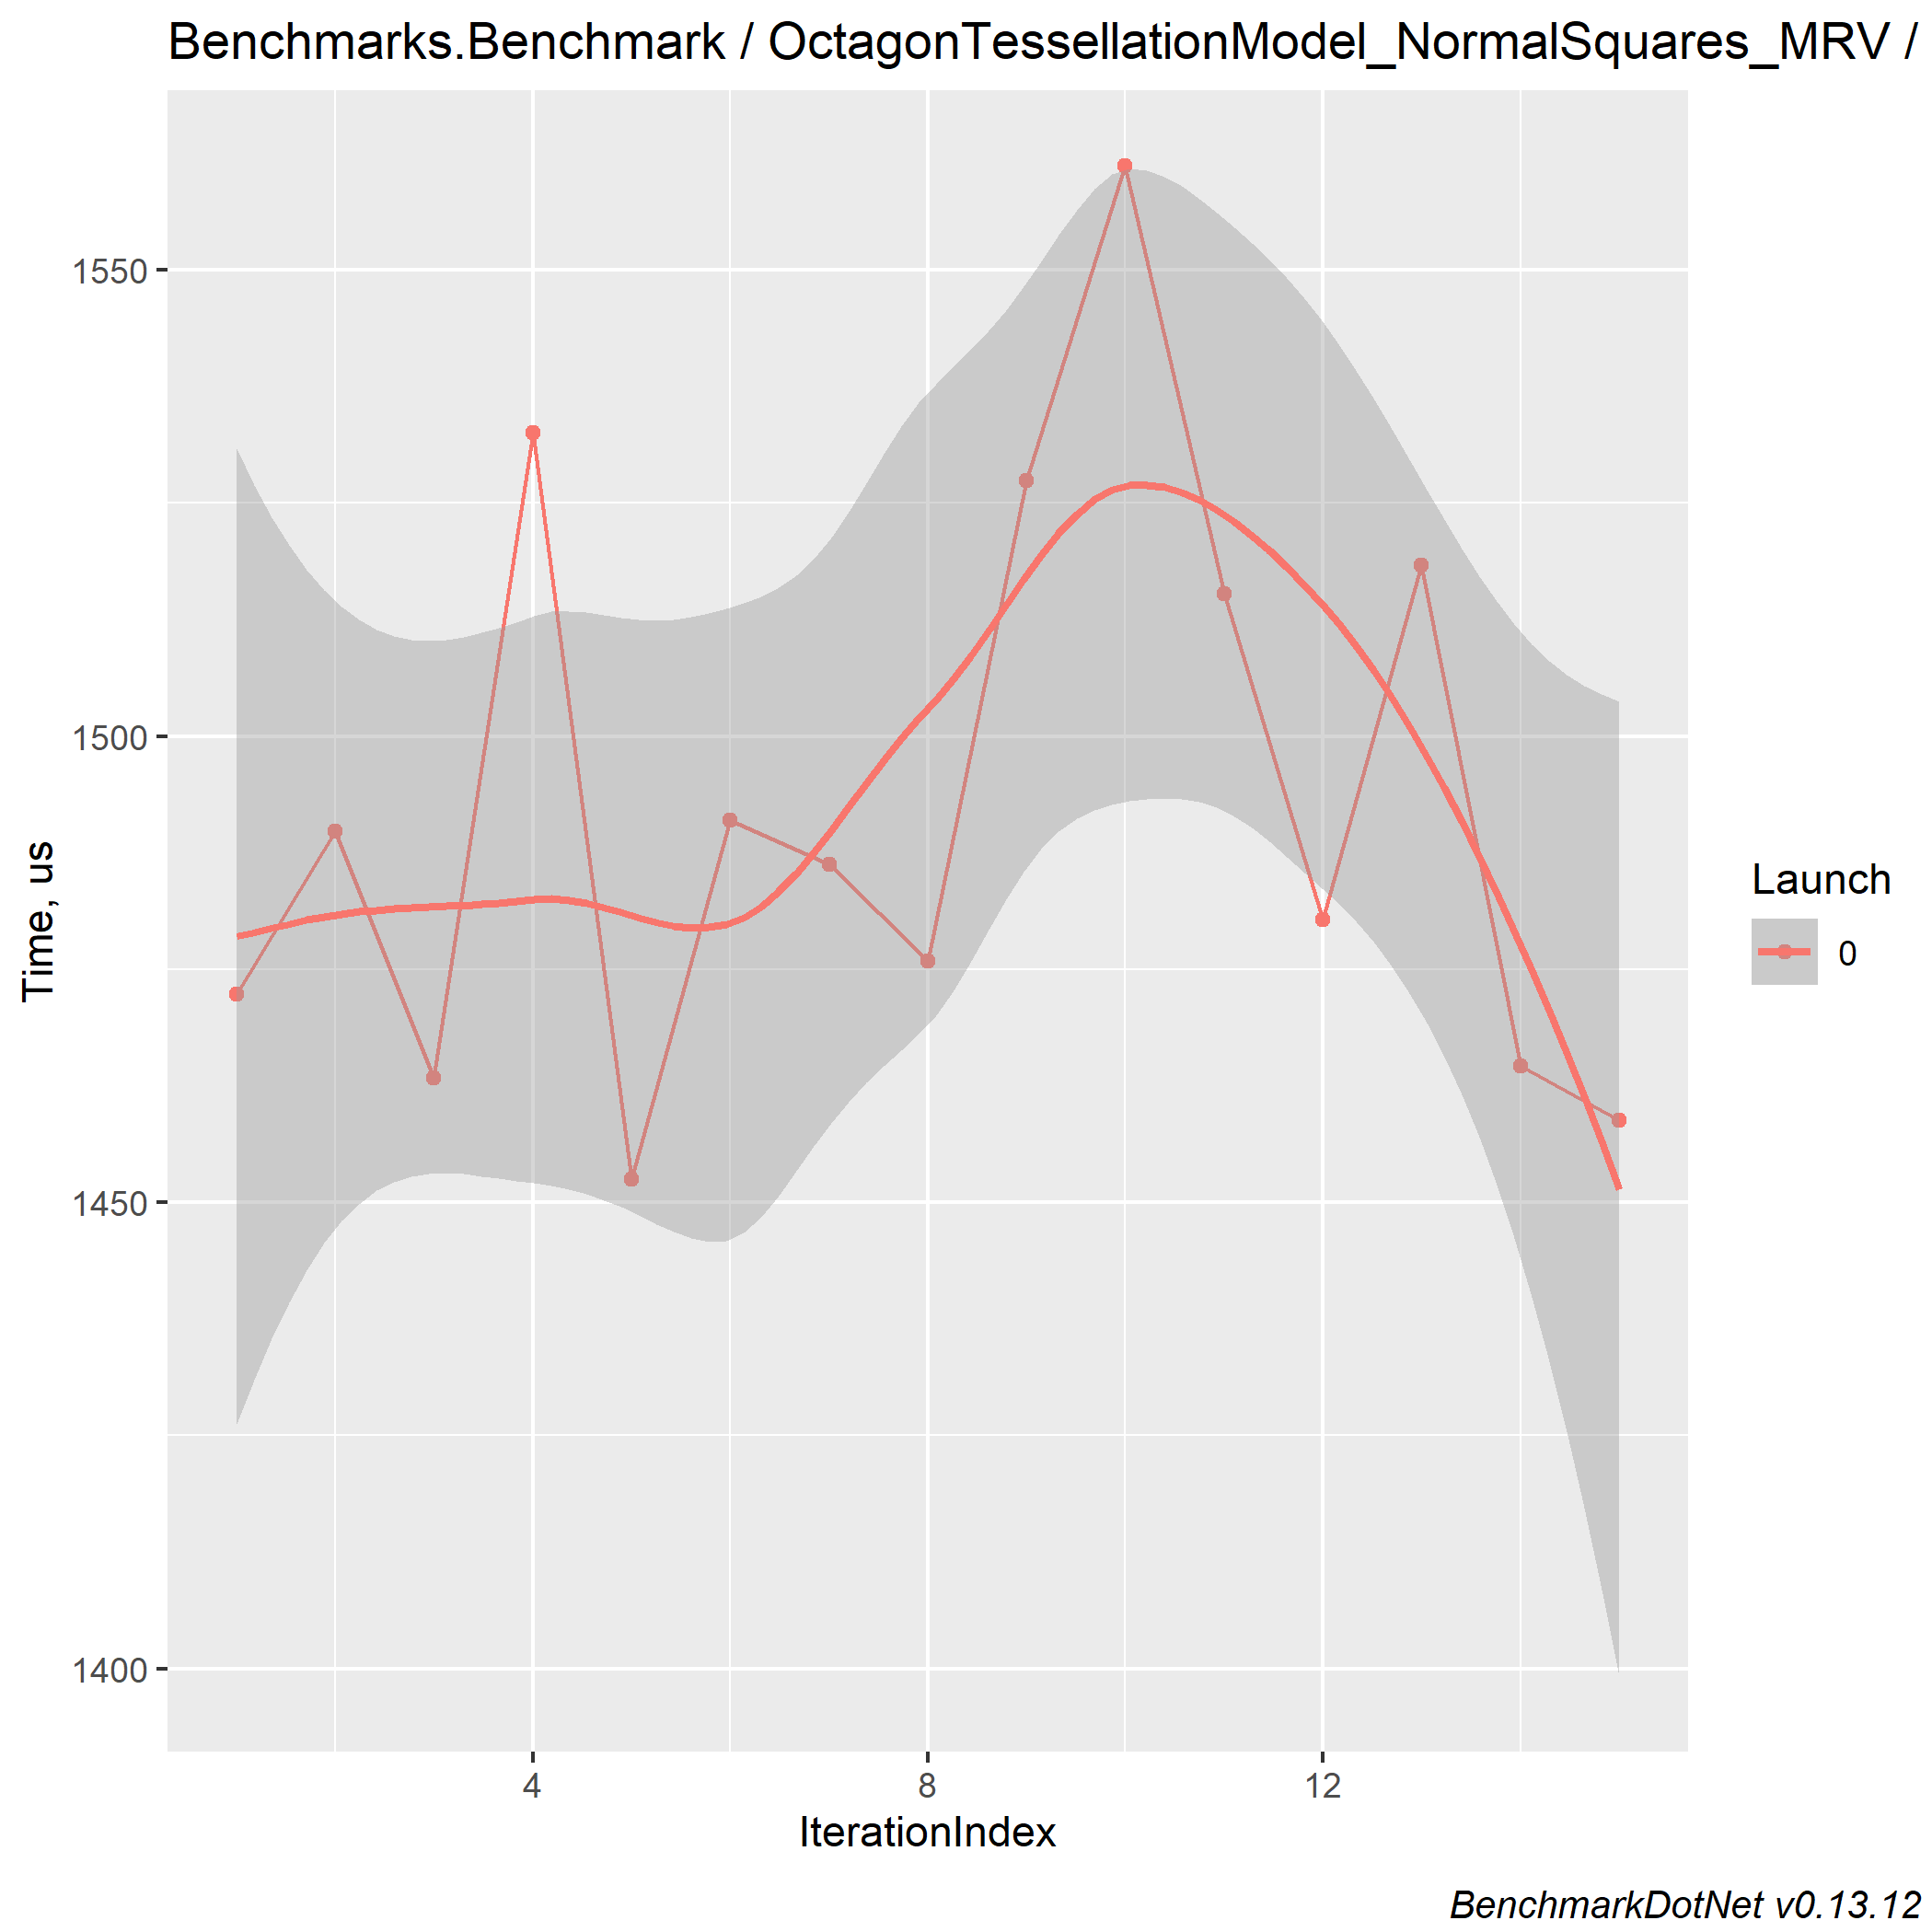 Benchmarks.Benchmark / OctagonTessellationModel_NormalSquares_MRV /
1550
1500
1450
1400
Time, us
4 8 12
IterationIndex
Launch
0
BenchmarkDotNet v0.13.12